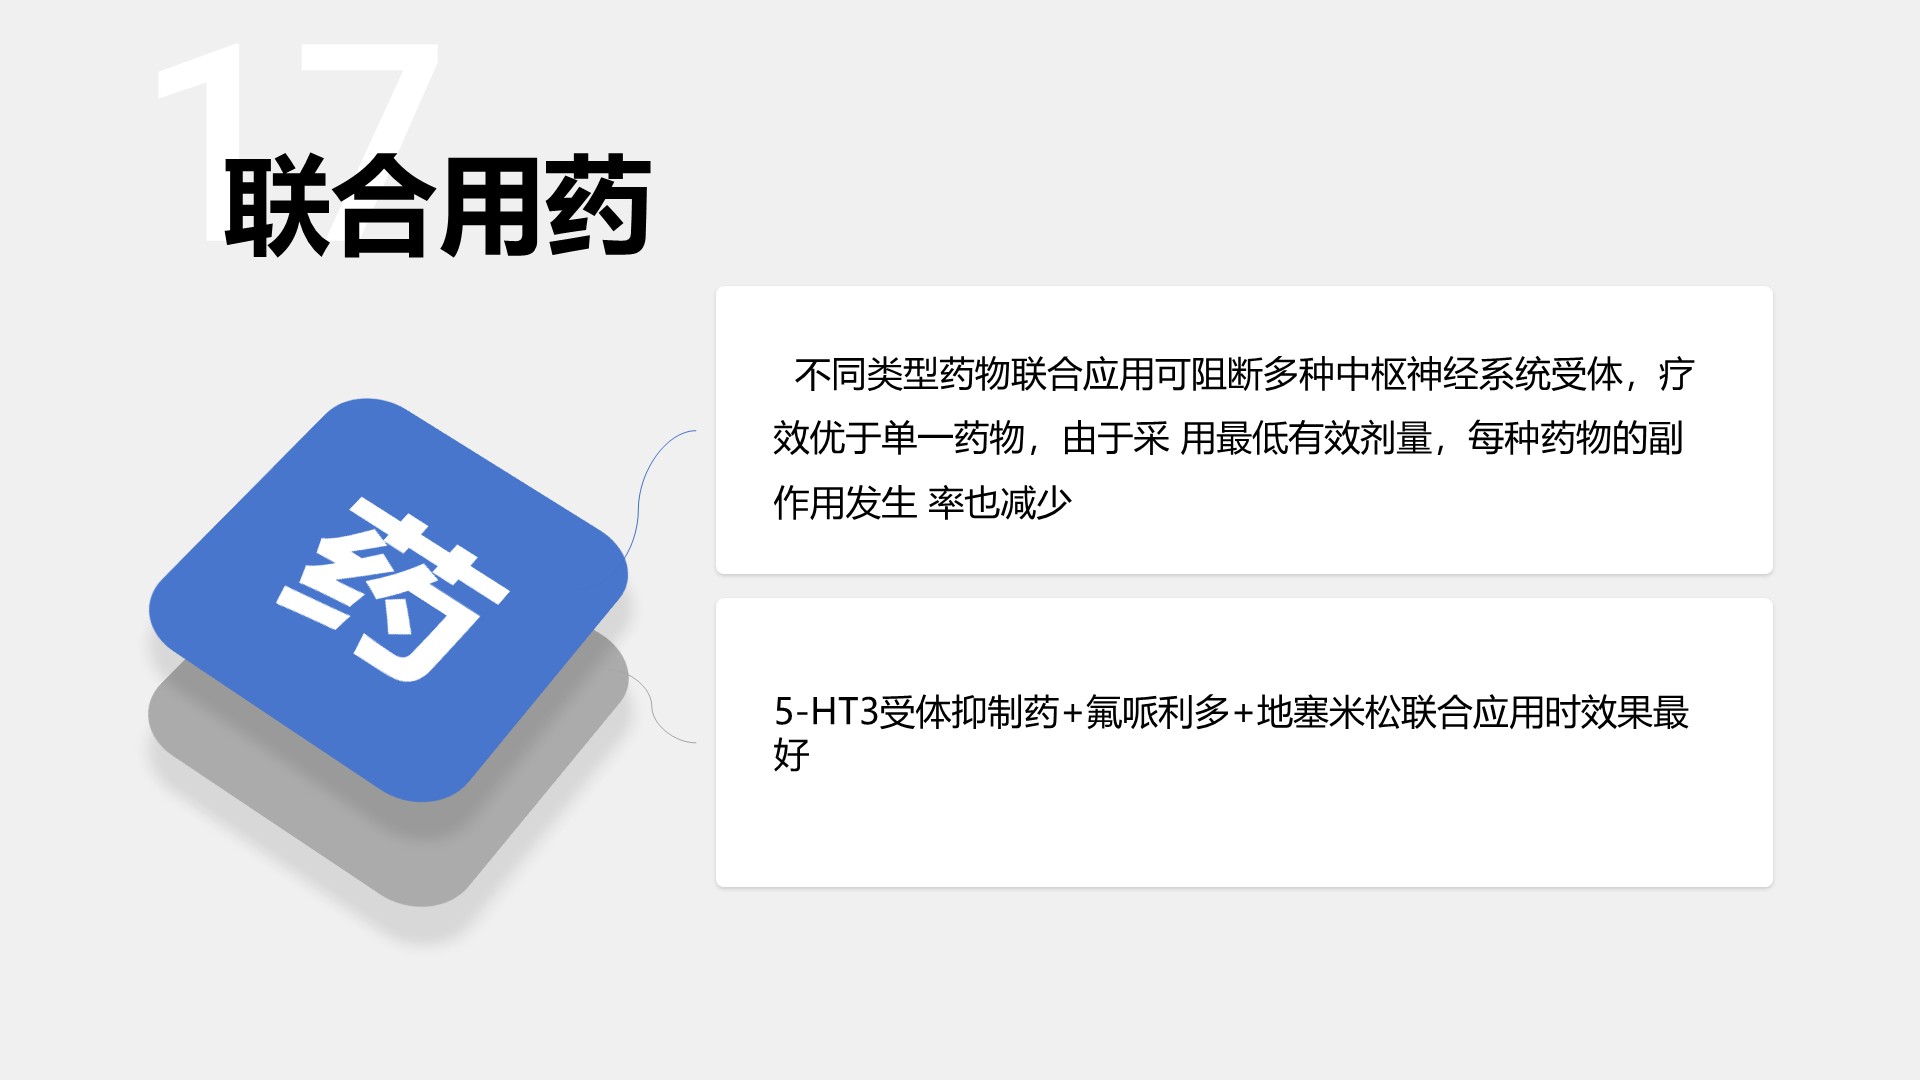 17
联合用药
不同类型药物联合应用可阻断多种中枢神经系统受体，疗
效优于单一药物，由于采 用最低有效剂量，每种药物的副
作用发生 率也减少
药
5-HT3受体抑制药+氟哌利多+地塞米松联合应用时效果最
好